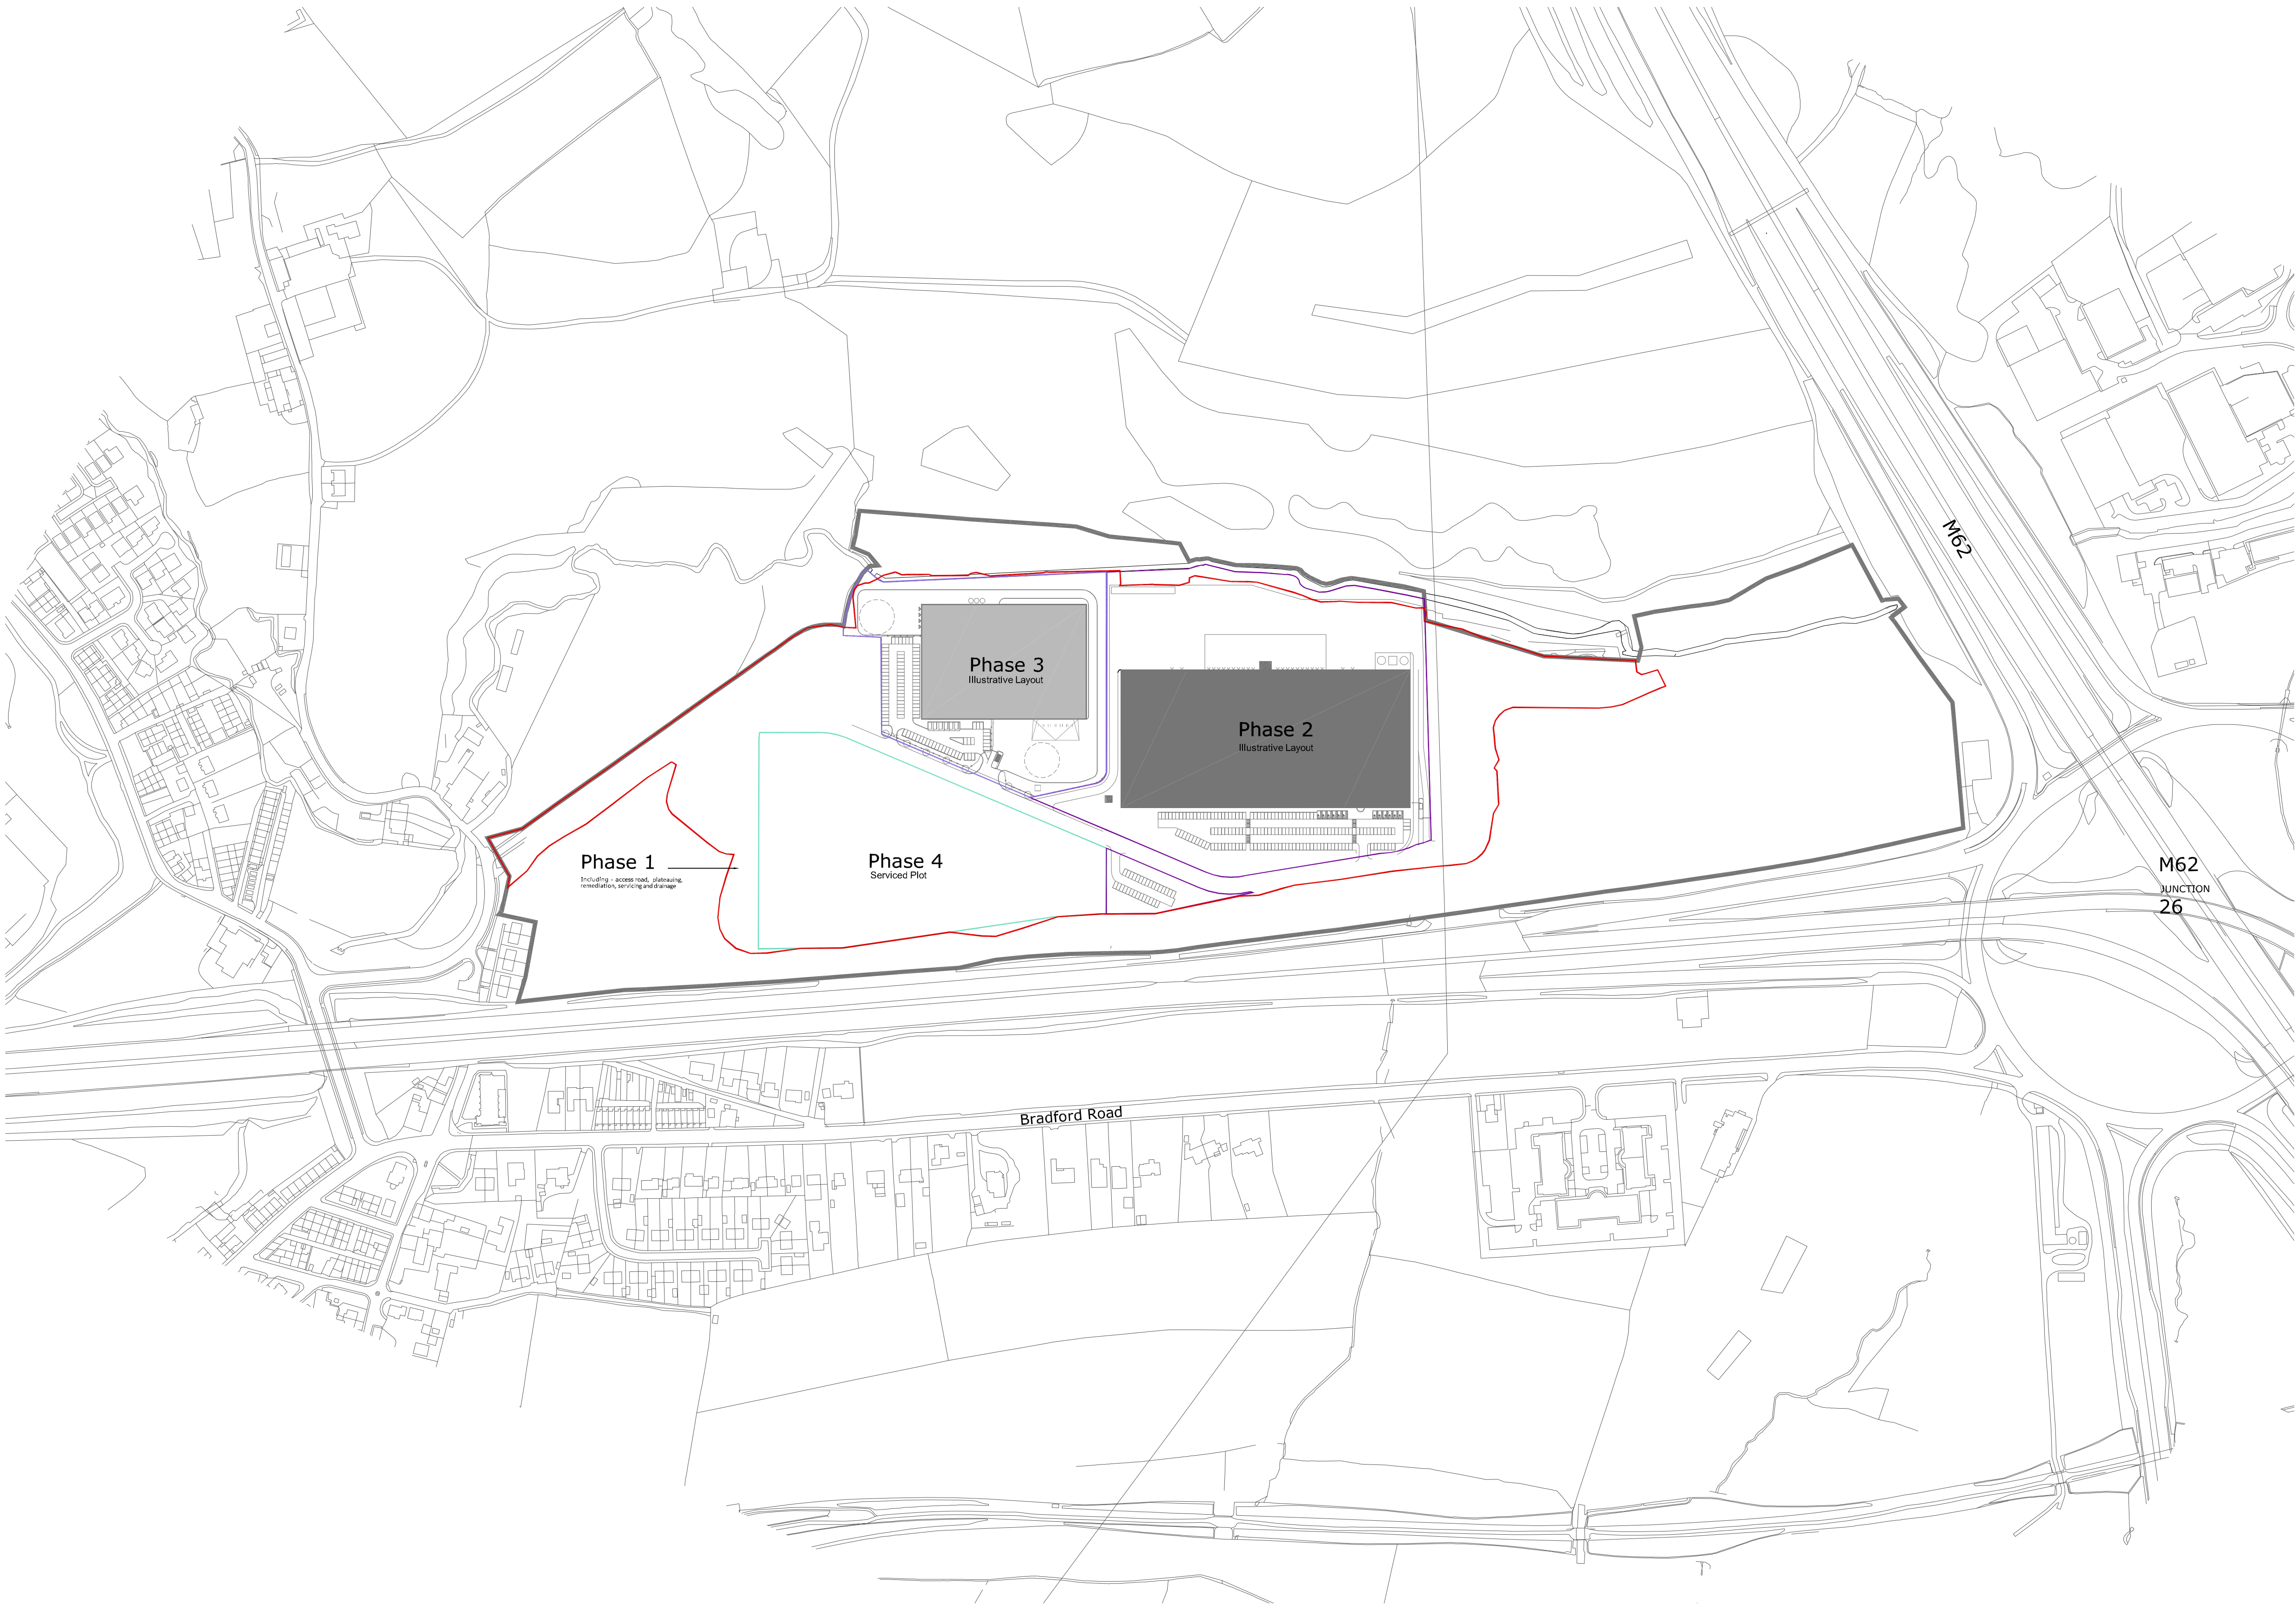 M62
Phase 3
Illustrative Layout
Phase 2
Illustrative Layout
Phase 1
Including - access road, plateauing,
remediation, servicing and drainage
Phase 4
Serviced Plot
M62
JUNCTION
26
Bradford Road